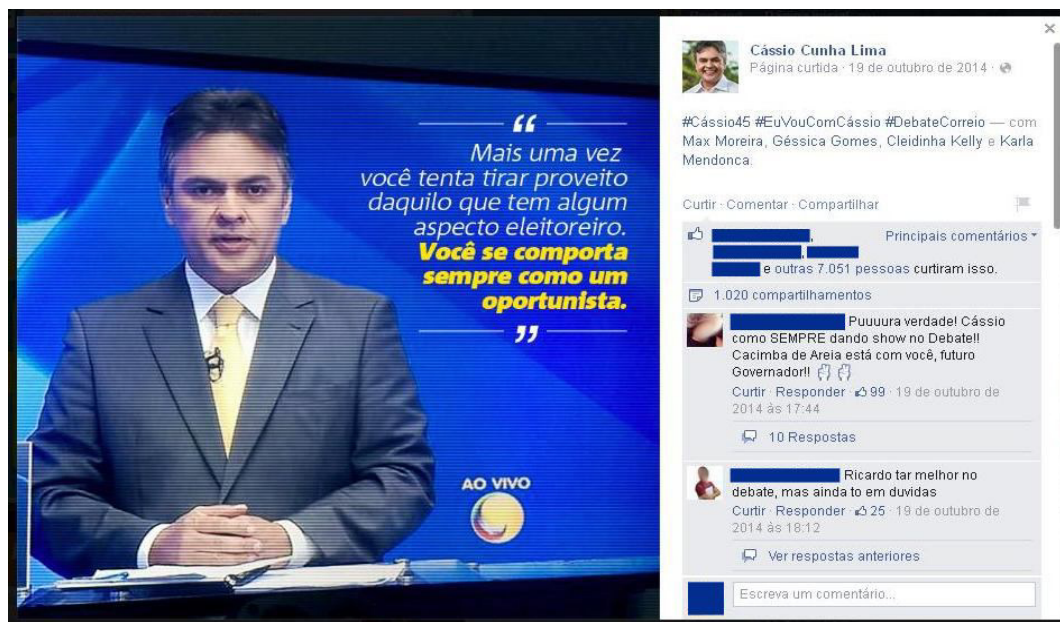 “
Mais uma vez
você tenta tirar proveito
daquilo que tem algum
aspecto eleitoreiro.
Você se comporta
sempre como um
oportunista.
”
AO VIVO
Cássio Cunha Lima
Página curtida · 19 de outubro de 2014 ·
#Cássio45 #EuVouComCássio #DebateCorreio — com
Max Moreira, Géssica Gomes, Cleidinha Kelly e Karla
Mendonca.
Curtir · Comentar · Compartilhar
,
Principais comentários
,
e outras 7.051 pessoas curtiram isso.
1.020 compartilhamentos
Puuuura verdade! Cássio
como SEMPRE dando show no Debate!!
Cacimba de Areia está com você, futuro
Governador!!
Curtir · Responder · 99 · 19 de outubro de
2014 às 17:44
10 Respostas
Ricardo tar melhor no
debate, mas ainda to em duvidas
Curtir · Responder · 25 · 19 de outubro de
2014 às 18:12
Ver respostas anteriores
Escreva um comentário...